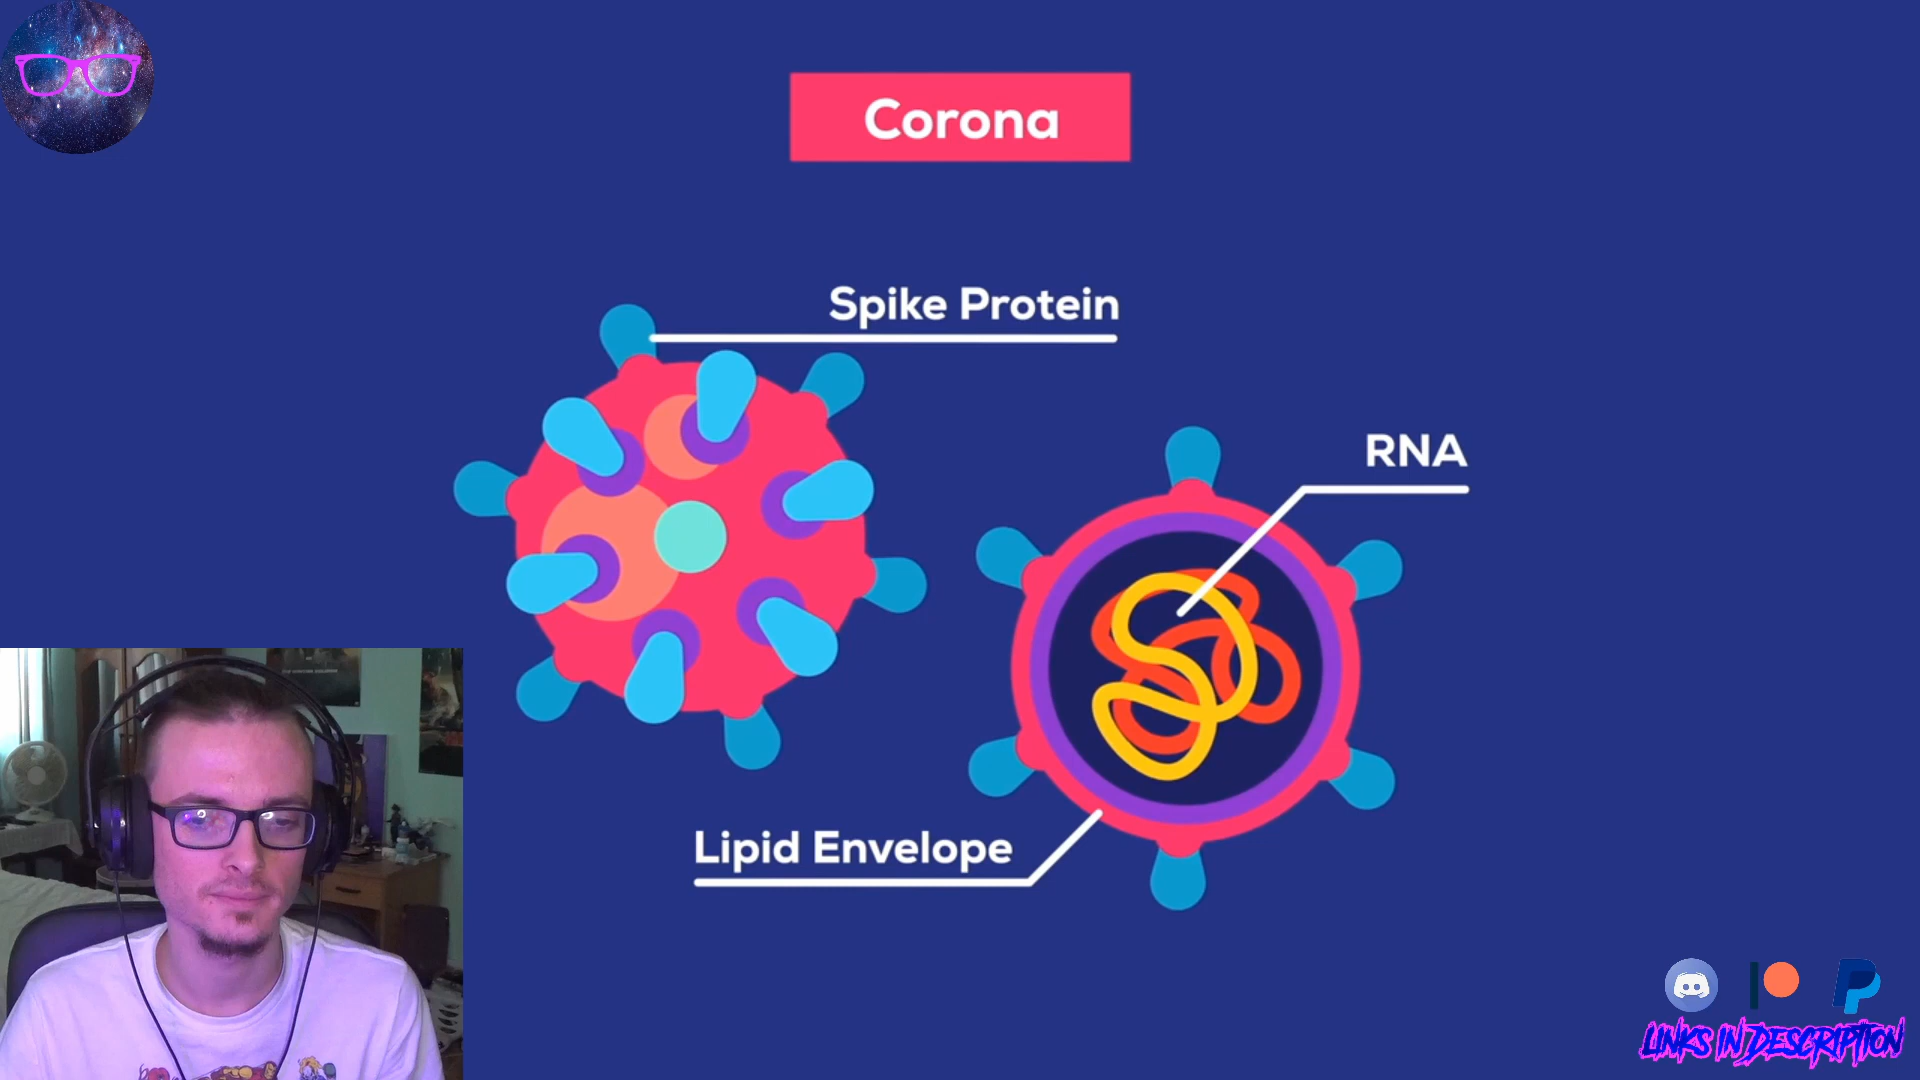 Corona
Spike Protein
RNA
Lipid Envelope
LINKS IN DESCRIPTION